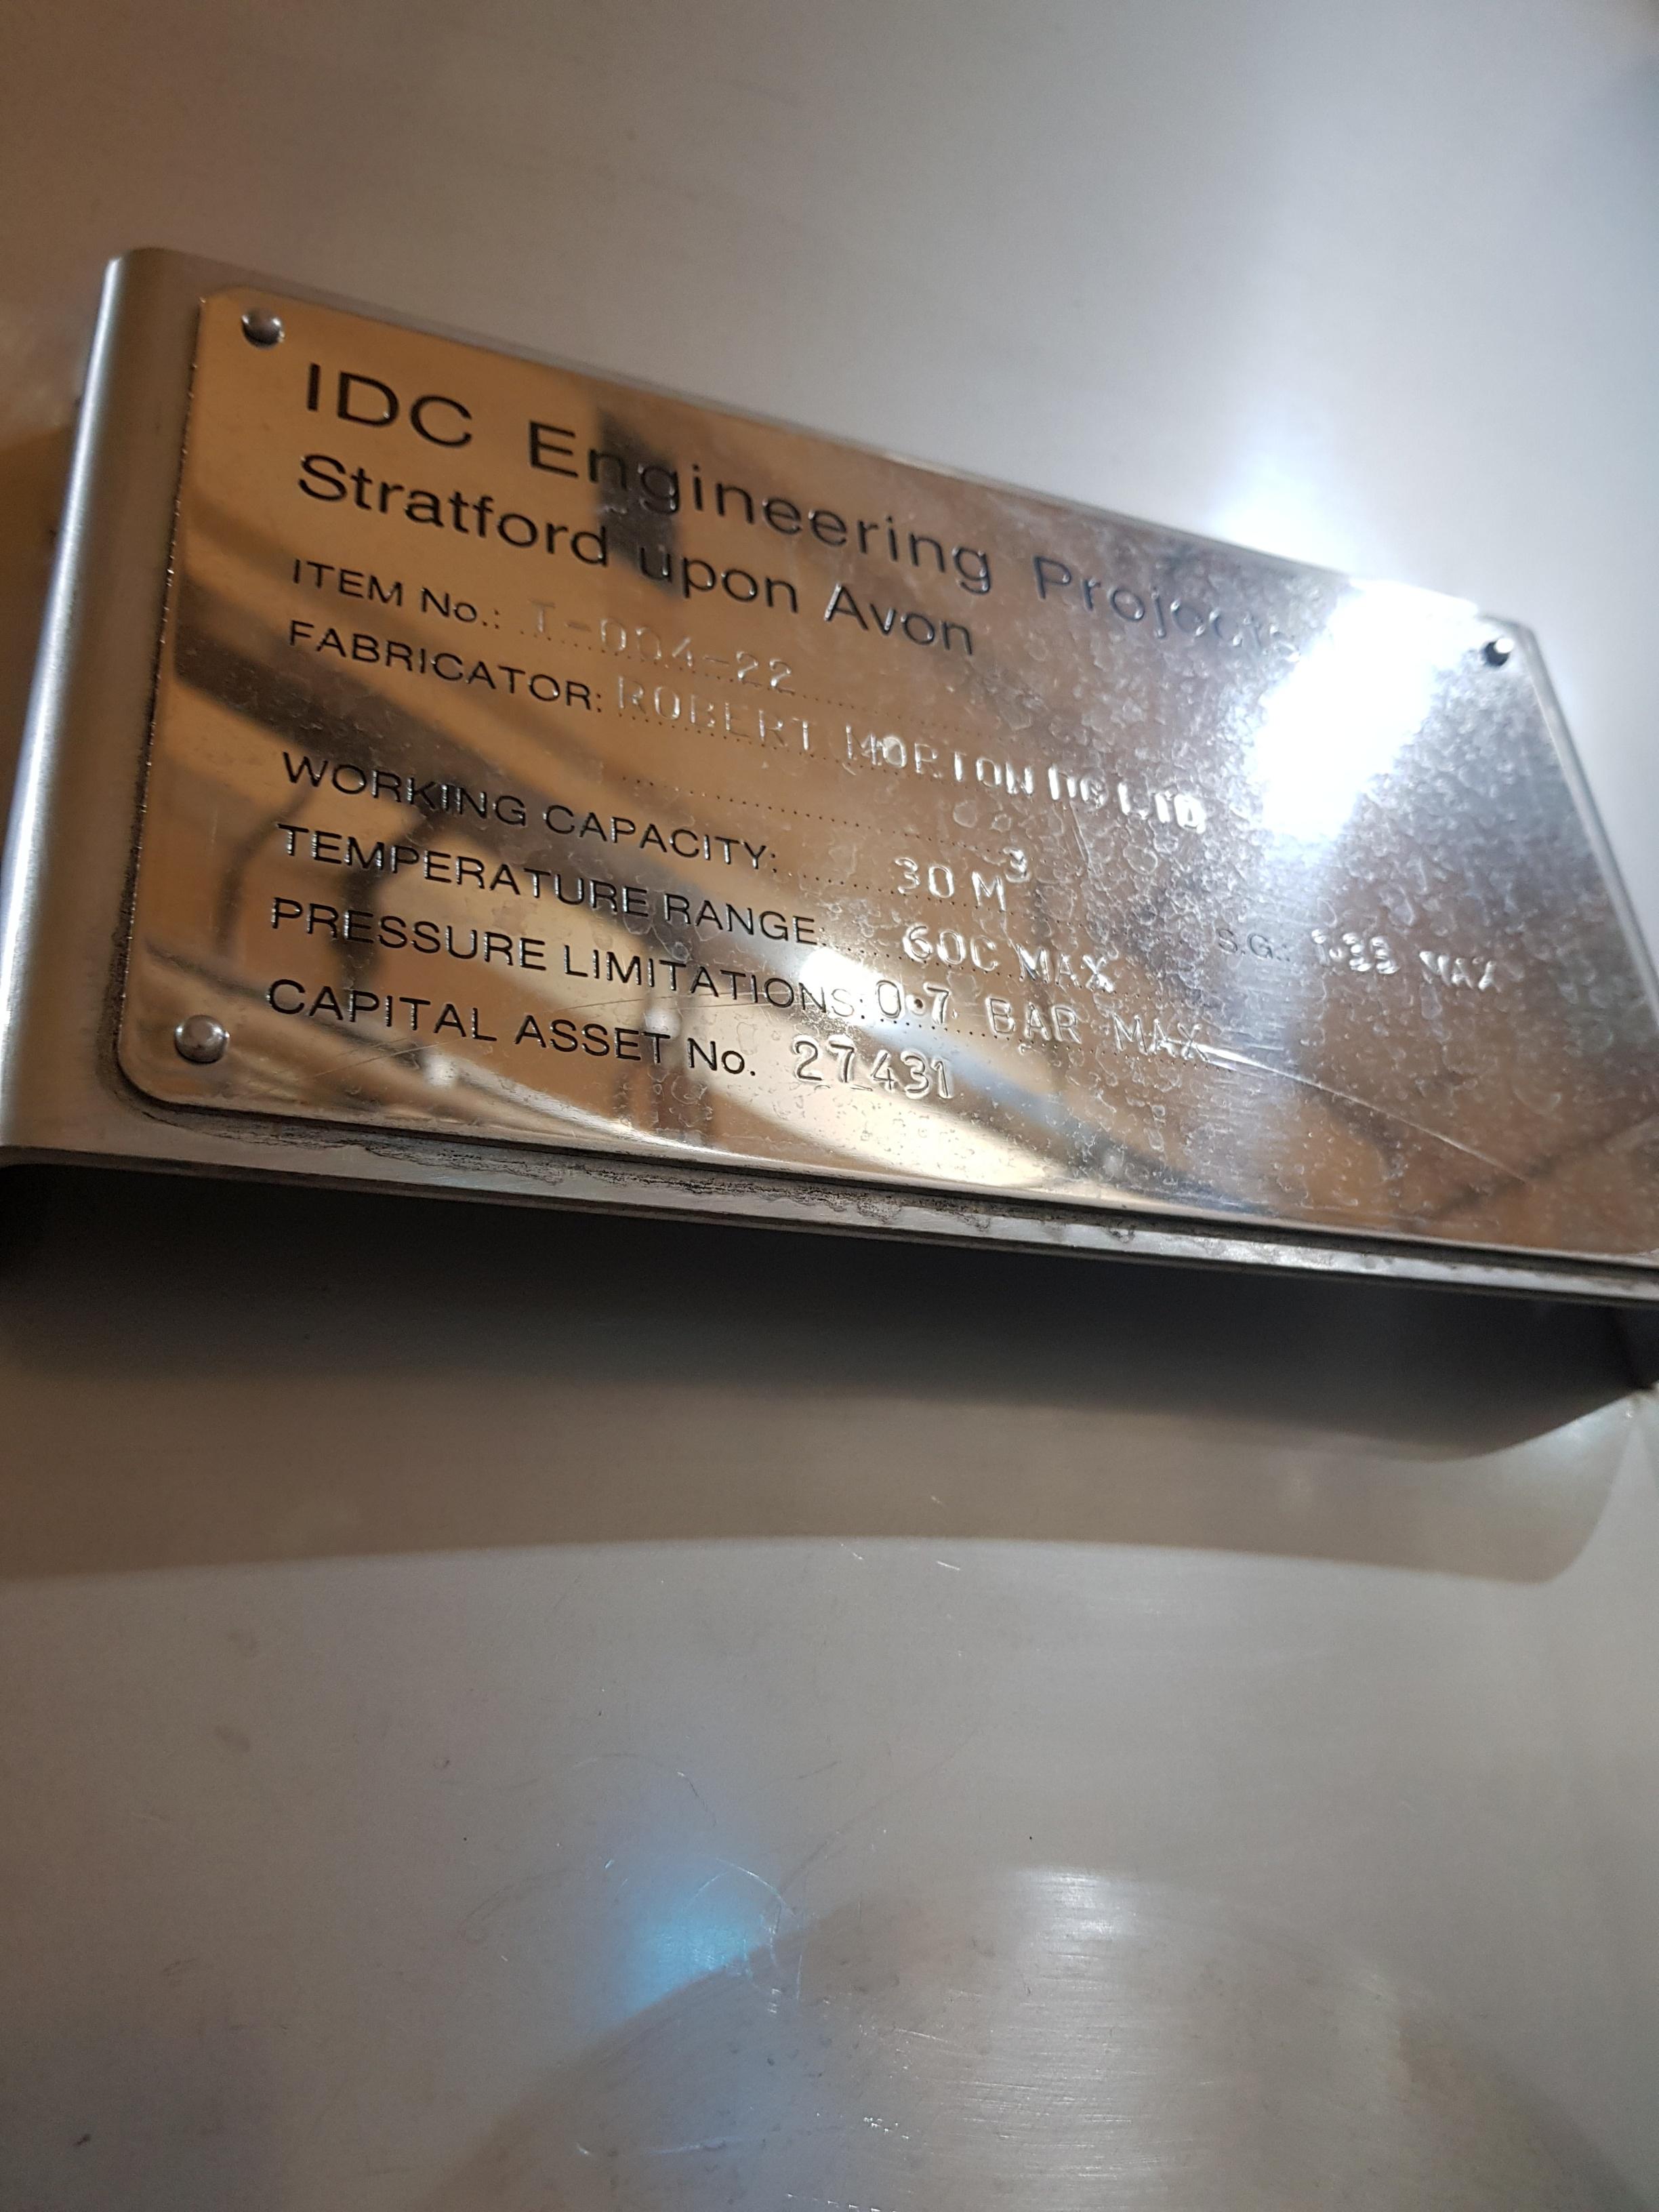 IDC Engineering Projects
Stratford upon Avon
ITEM No.: T-004-22
FABRICATOR: ROBERT MORTON DG LTD
WORKING CAPACITY: 30 M³ S.G.: MAX
TEMPERATURE RANGE: 60C MAX
PRESSURE LIMITATIONS: 0.7 BAR MAX
CAPITAL ASSET No. 27431